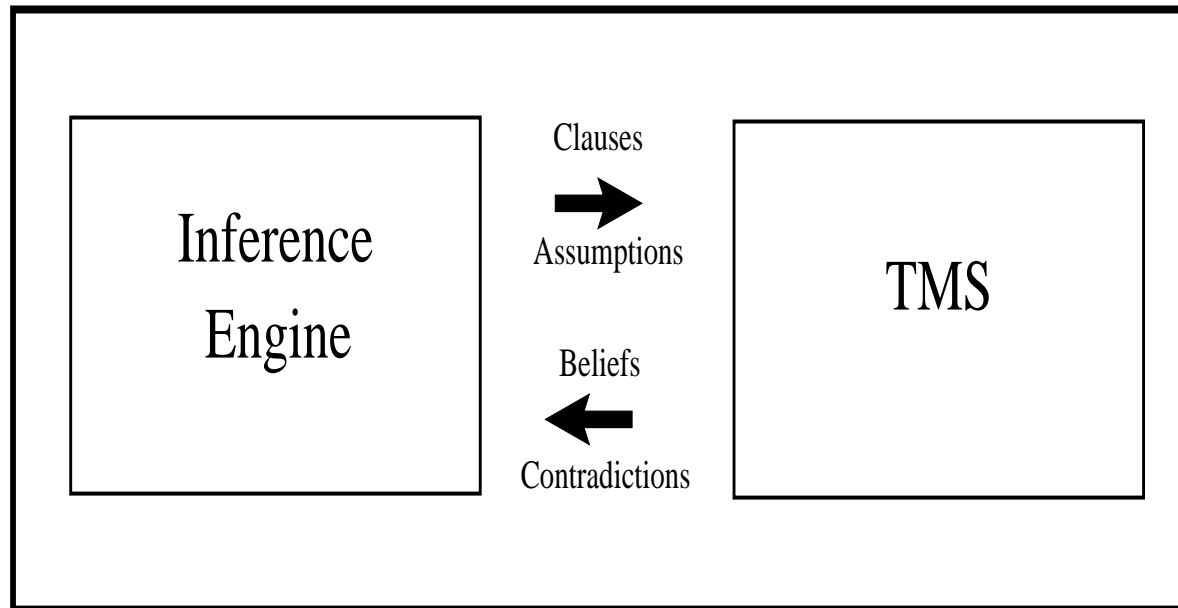 Inference
Engine
Clauses
Assumptions
Beliefs
Contradictions
TMS